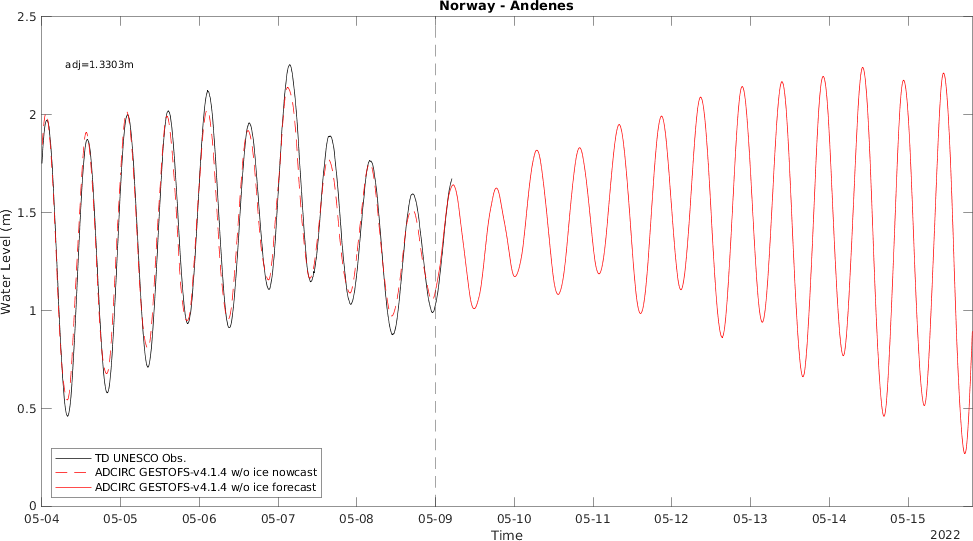 Norway - Andenes
2.5
adj=1.3303m
2
1.5
Water Level (m)
1
0.5
TD UNESCO Obs.
ADCIRC GESTOFS-v4.1.4 w/o ice nowcast
ADCIRC GESTOFS-v4.1.4 w/o ice forecast
0
05-04 05-05 05-06 05-07 05-08 05-09 05-10 05-11 05-12 05-13 05-14 05-15
Time
2022